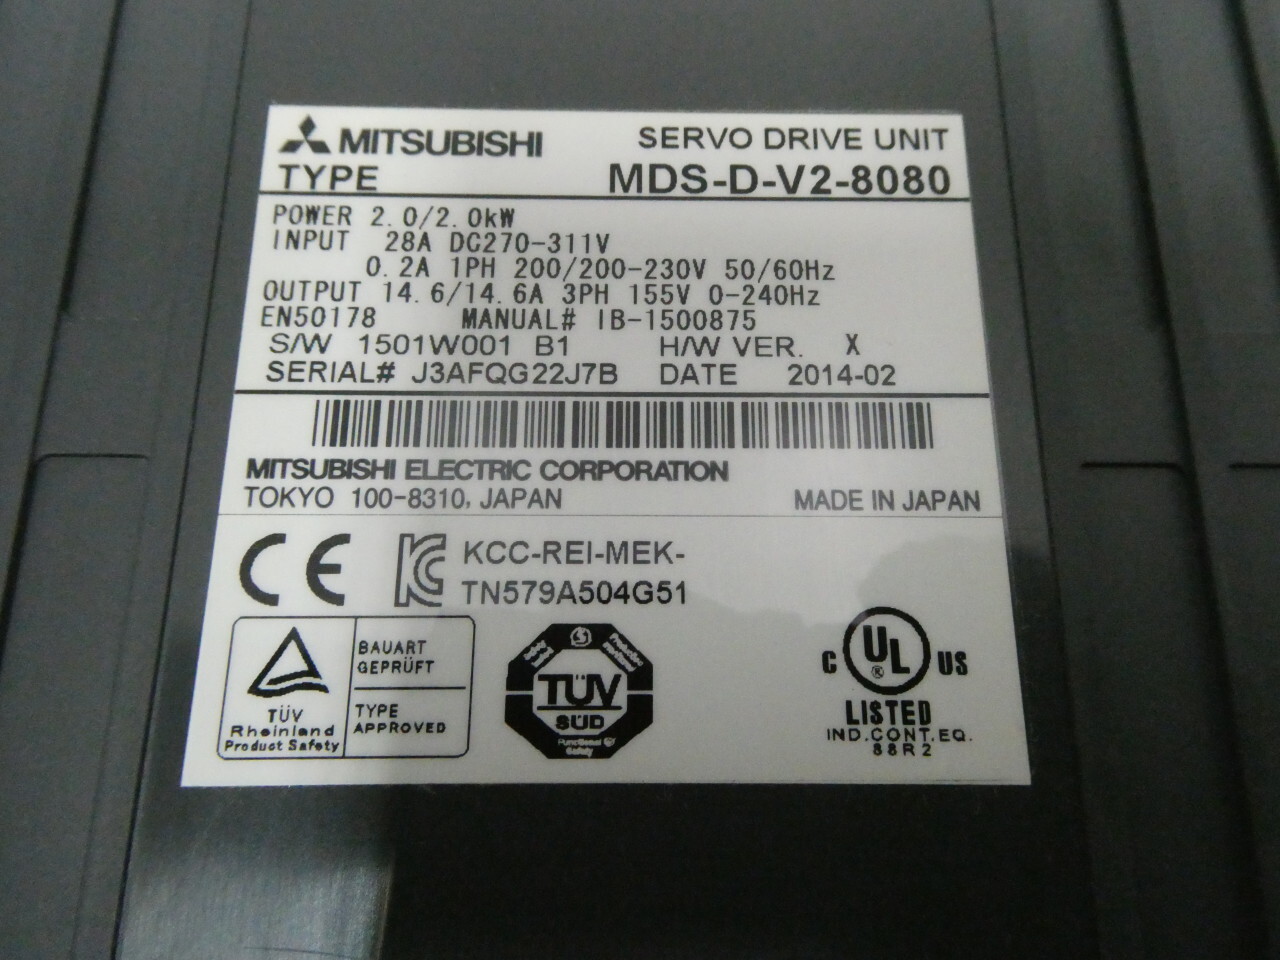 MITSUBISHI SERVO DRIVE UNIT
TYPE MDS-D-V2-8080
POWER 2.0/2.0kW
INPUT 28A DC270-311V
0.2A 1PH 200/200-230V 50/60Hz
OUTPUT 14.6/14.6A 3PH 155V 0-240Hz
EN50178 MANUAL# IB-1500875
S/W 1501W001 B1 H/W VER. X
SERIAL# J3AFQG22J7B DATE 2014-02
MITSUBISHI ELECTRIC CORPORATION
TOKYO 100-8310, JAPAN MADE IN JAPAN
CE KC KCC-REI-MEK-
TN579A504G51
BAUART
GEPRÜFT
TÜV
Rheinland
Product Safety
TYPE
APPROVED
TÜV
SÜD
Functional
Safety
C UL US
®
LISTED
IND.CONT.EQ.
88R2